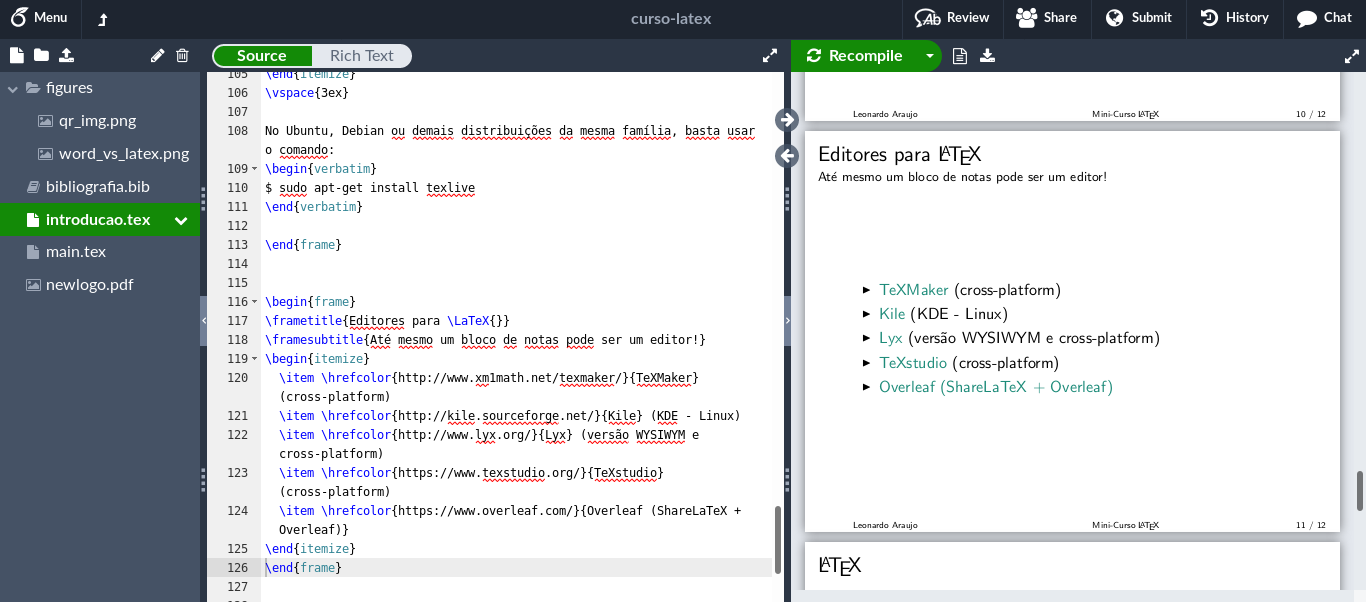 Menu
curso-latex
Review
Share
Submit
History
Chat
Source
Rich Text
Recompile
figures
qr_img.png
word_vs_latex.png
bibliografia.bib
introducao.tex
main.tex
newlogo.pdf
105 \end{itemize}
106 \vspace{3ex}
107
108 No Ubuntu, Debian ou demais distribuições da mesma família, basta usar
o comando:
109 \begin{verbatim}
110 $ sudo apt-get install texlive
111 \end{verbatim}
112
113 \end{frame}
114
115
116 \begin{frame}
117 \frametitle{Editores para \LaTeX{}}
118 \framesubtitle{Até mesmo um bloco de notas pode ser um editor!}
119 \begin{itemize}
120 \item \hrefcolor{http://www.xm1math.net/texmaker/}{TeXMaker}
(cross-platform)
121 \item \hrefcolor{http://kile.sourceforge.net/}{Kile} (KDE - Linux)
122 \item \hrefcolor{http://www.lyx.org/}{Lyx} (versão WYSIWYM e
cross-platform)
123 \item \hrefcolor{https://www.texstudio.org/}{TeXstudio}
(cross-platform)
124 \item \hrefcolor{https://www.overleaf.com/}{Overleaf (ShareLaTeX +
Overleaf)}
125 \end{itemize}
126 \end{frame}
127
Leonardo Araujo Mini-Curso LATEX 10 / 12
Editores para LATEX
Até mesmo um bloco de notas pode ser um editor!
TeXMaker (cross-platform)
Kile (KDE - Linux)
Lyx (versão WYSIWYM e cross-platform)
TeXstudio (cross-platform)
Overleaf (ShareLaTeX + Overleaf)
Leonardo Araujo Mini-Curso LATEX 11 / 12
LATEX